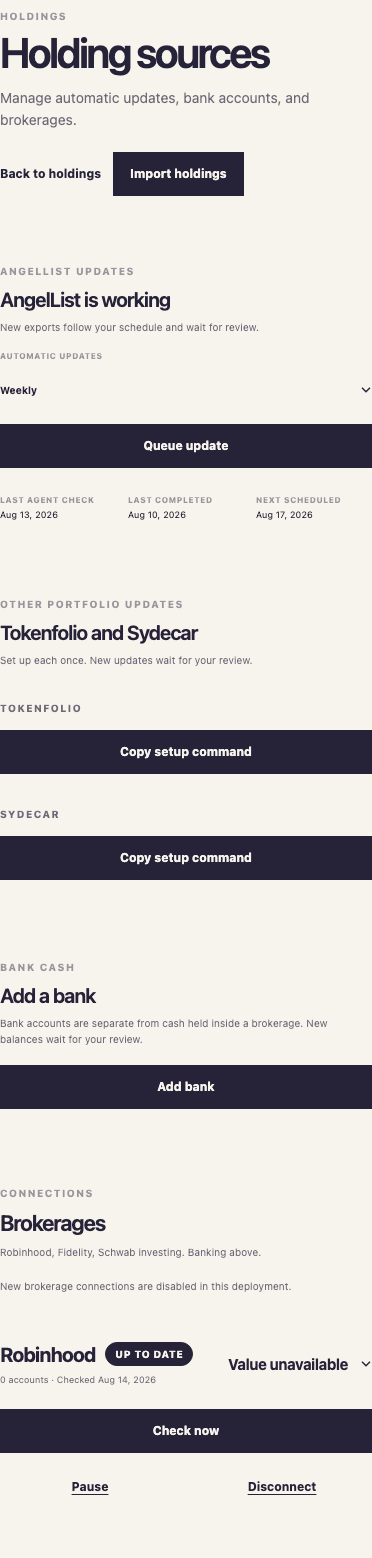 HOLDINGS
Holding sources
Manage automatic updates, bank accounts, and
brokerages.
Back to holdings
Import holdings
ANGELLIST UPDATES
AngelList is working
New exports follow your schedule and wait for review.
AUTOMATIC UPDATES
Weekly
Queue update
LAST AGENT CHECK
LAST COMPLETED
NEXT SCHEDULED
Aug 13, 2026
Aug 10, 2026
Aug 17, 2026
OTHER PORTFOLIO UPDATES
Tokenfolio and Sydecar
Set up each once. New updates wait for your review.
TOKENFOLIO
Copy setup command
SYDECAR
Copy setup command
BANK CASH
Add a bank
Bank accounts are separate from cash held inside a brokerage. New
balances wait for your review.
Add bank
CONNECTIONS
Brokerages
Robinhood, Fidelity, Schwab investing. Banking above.
New brokerage connections are disabled in this deployment.
Robinhood
UP TO DATE
Value unavailable
0 accounts · Checked Aug 14, 2026
Check now
Pause
Disconnect